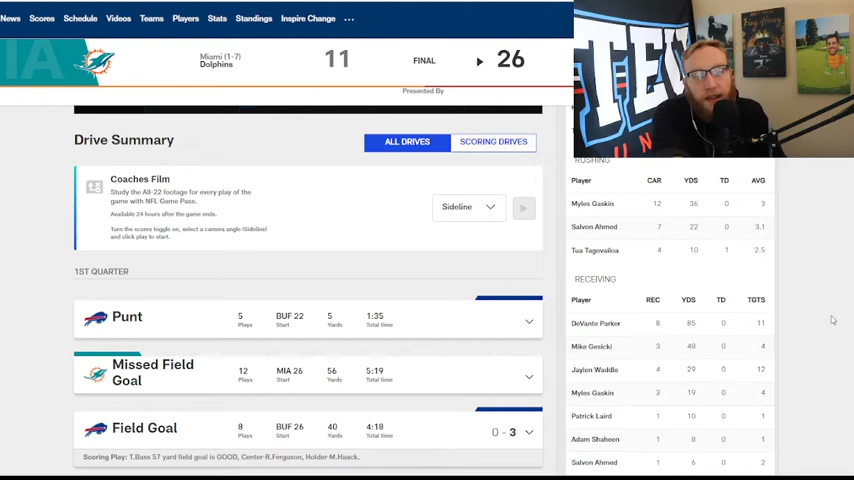 News Scores Schedule Videos Teams Players Stats Standings Inspire Change ...
Miami (1-7)
Dolphins
11
FINAL
26
Presented By
Drive Summary
ALL DRIVES
SCORING DRIVES
Coaches Film
Study the All-22 footage for every play of the
game with NFL Game Pass.
Available 24 hours after the game ends.
Turn the scores toggle on, select a camera angle (Sideline)
and click play to start.
Sideline
1ST QUARTER
Punt
5 BUF 22 5 1:35
Plays Start Yards Total time
Missed Field
Goal
12 MIA 26 56 5:19
Plays Start Yards Total time
Field Goal
8 BUF 26 40 4:18
Plays Start Yards Total time
0 - 3
Scoring Play: T.Bass 57 yard field goal is GOOD, Center-R.Ferguson, Holder-M.Haack.
RUSHING
Player CAR YDS TD AVG
Myles Gaskin 12 36 0 3
Salvon Ahmed 7 22 0 3.1
Tua Tagovailoa 4 10 1 2.5
RECEIVING
Player REC YDS TD TGTS
DeVante Parker 8 85 0 11
Mike Gesicki 3 48 0 4
Jaylen Waddle 4 29 0 12
Myles Gaskin 3 19 0 4
Patrick Laird 1 10 0 1
Adam Shaheen 1 8 0 1
Salvon Ahmed 1 6 0 2